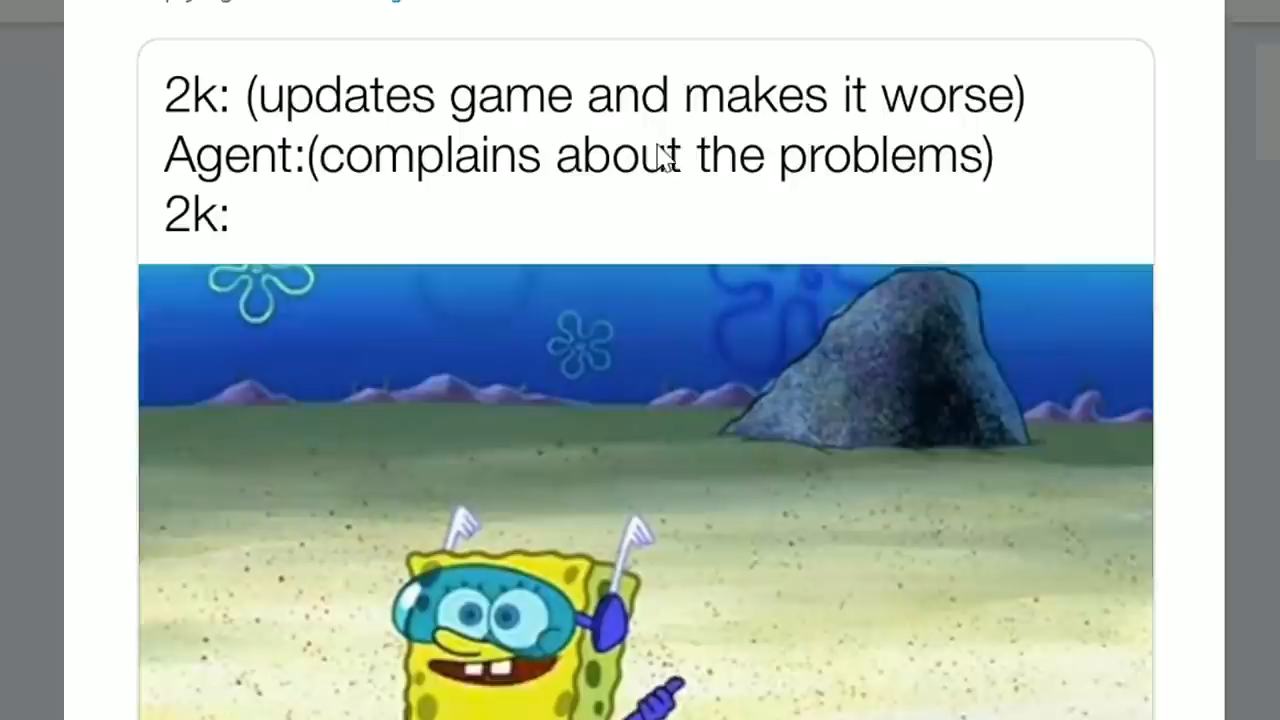 2k: (updates game and makes it worse)
Agent:(complains about the problems)
2k: